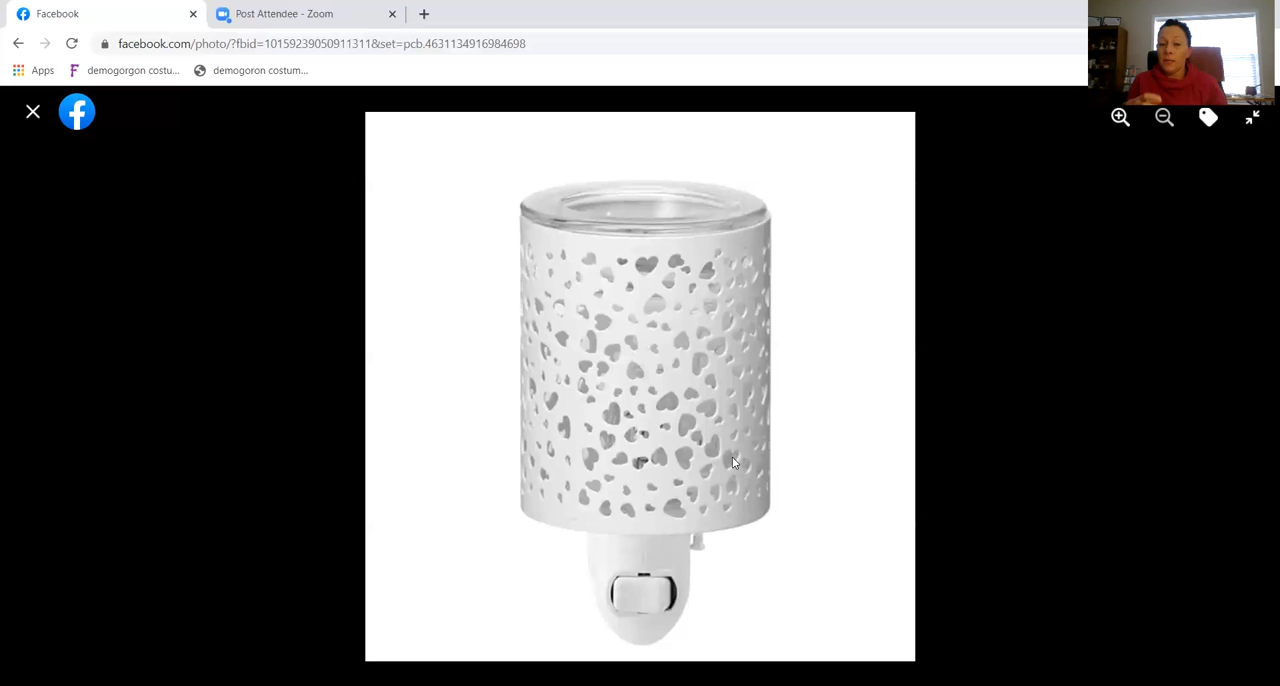 Facebook
Post Attendee - Zoom
facebook.com/photo/?fbid=10159239050911311&set=pcb.4631134916984698
Apps
demogorgon costu...
demogoron costum...